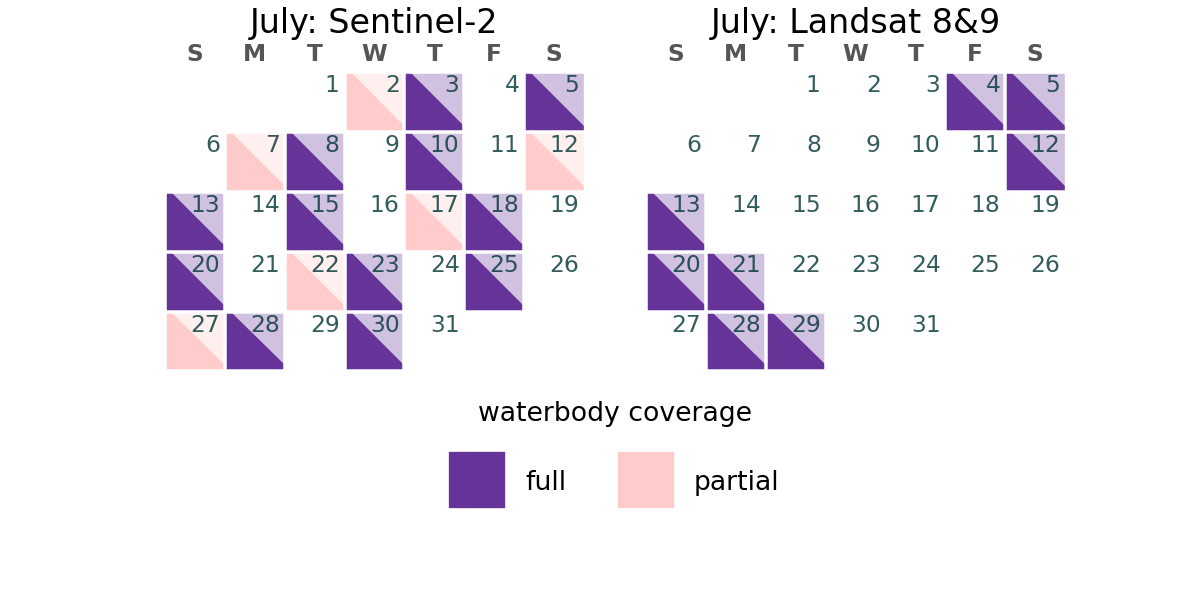 July: Sentinel-2
S M T W T F S
1 2 3 4 5
6 7 8 9 10 11 12
13 14 15 16 17 18 19
20 21 22 23 24 25 26
27 28 29 30 31
July: Landsat 8&9
S M T W T F S
1 2 3 4 5
6 7 8 9 10 11 12
13 14 15 16 17 18 19
20 21 22 23 24 25 26
27 28 29 30 31
waterbody coverage
full partial